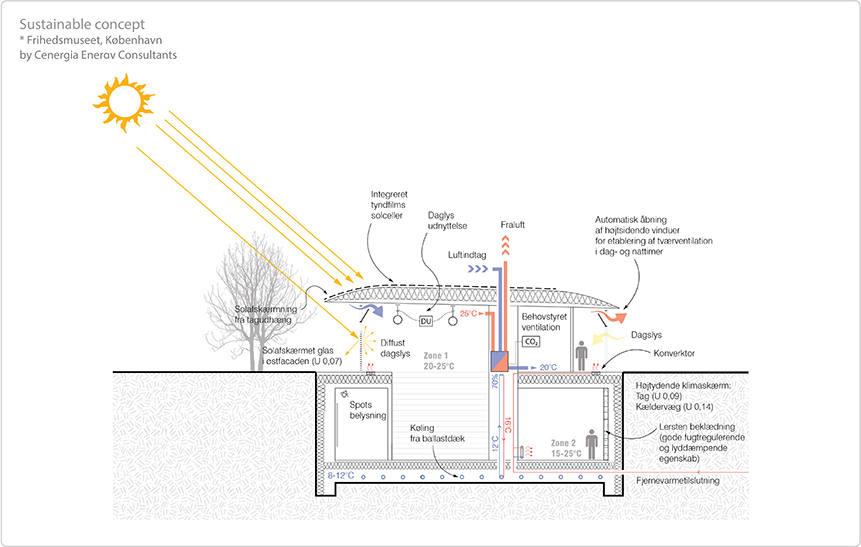 Sustainable concept
* Frihedsmuseet, København
by Cenergia Energy Consultants
Integreret
tyndfilms
solceller
Daglys
udnyttelse
Fraluft
Luftindtag
Automatisk åbning
af højtsidende vinduer
for etablering af tværventilation
i dag- og nattimer
Solafskærmning
fra tagudhæng
DU
25°C
Behovstyret
ventilation
CO₂
Solafskærmet glas
i østfacaden (U 0,07)
Diffust
dagslys
Zone 1
20-25°C
20°C
Dagslys
Konverktor
70%
Spots
belysning
Køling
fra ballastdæk
12°C
16°C
Zone 2
15-25°C
Højtydende klimaskærm:
Tag (U 0,09)
Kældervæg (U 0,14)
Lersten beklædning
(gode fugtregulerende
og lyddæmpende
egenskab)
8-12°C
Fjernevarmetilslutning